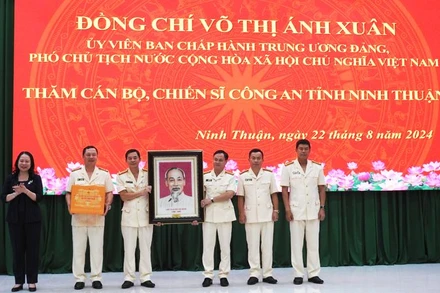 ĐỒNG CHÍ VÕ THỊ ÁNH XUÂN
ỦY VIÊN BAN CHẤP HÀNH TRUNG ƯƠNG ĐẢNG,
PHÓ CHỦ TỊCH NƯỚC CỘNG HÒA XÃ HỘI CHỦ NGHĨA VIỆT NAM
THĂM CÁN BỘ, CHIẾN SĨ CÔNG AN TỈNH NINH THUẬN
Ninh Thuận, ngày 22 tháng 8 năm 2024